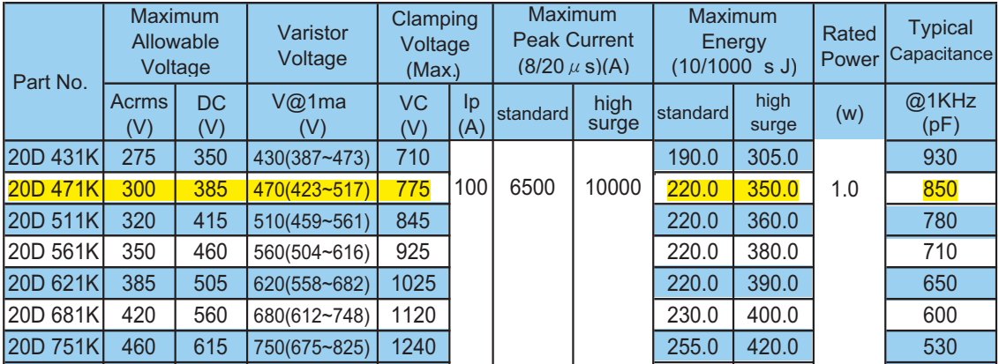 Part No. Maximum Allowable Voltage Varistor Voltage Clamping Voltage (Max.) Maximum Peak Current (8/20 μ s)(A) Maximum Energy (10/1000 s J) Rated Power Typical Capacitance
Acrms (V) DC (V) V@1ma (V) VC (V) Ip (A) standard high surge standard high surge (w) @1KHz (pF)
20D 431K 275 350 430(387~473) 710 190.0 305.0 930
20D 471K 300 385 470(423~517) 775 100 6500 10000 220.0 350.0 1.0 850
20D 511K 320 415 510(459~561) 845 220.0 360.0 780
20D 561K 350 460 560(504~616) 925 220.0 380.0 710
20D 621K 385 505 620(558~682) 1025 220.0 390.0 650
20D 681K 420 560 680(612~748) 1120 230.0 400.0 600
20D 751K 460 615 750(675~825) 1240 255.0 420.0 530